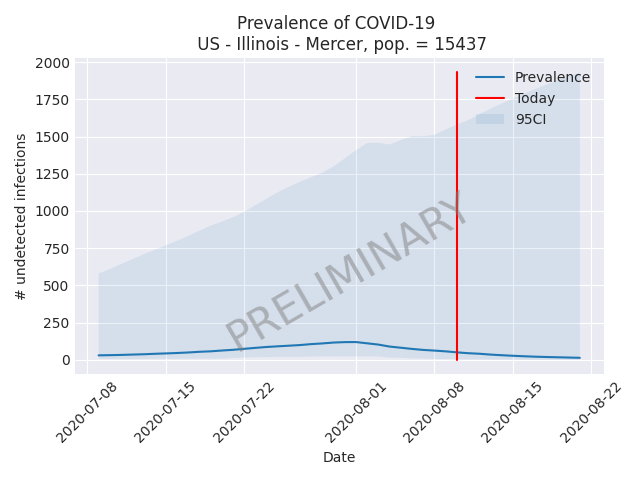 Prevalence of COVID-19
US - Illinois - Mercer, pop. = 15437
2000
1750
1500
1250
1000
750
500
250
0
# undetected infections
Prevalence
Today
95CI
PRELIMINARY
2020-07-08
2020-07-15
2020-07-22
2020-08-01
2020-08-08
2020-08-15
2020-08-22
Date